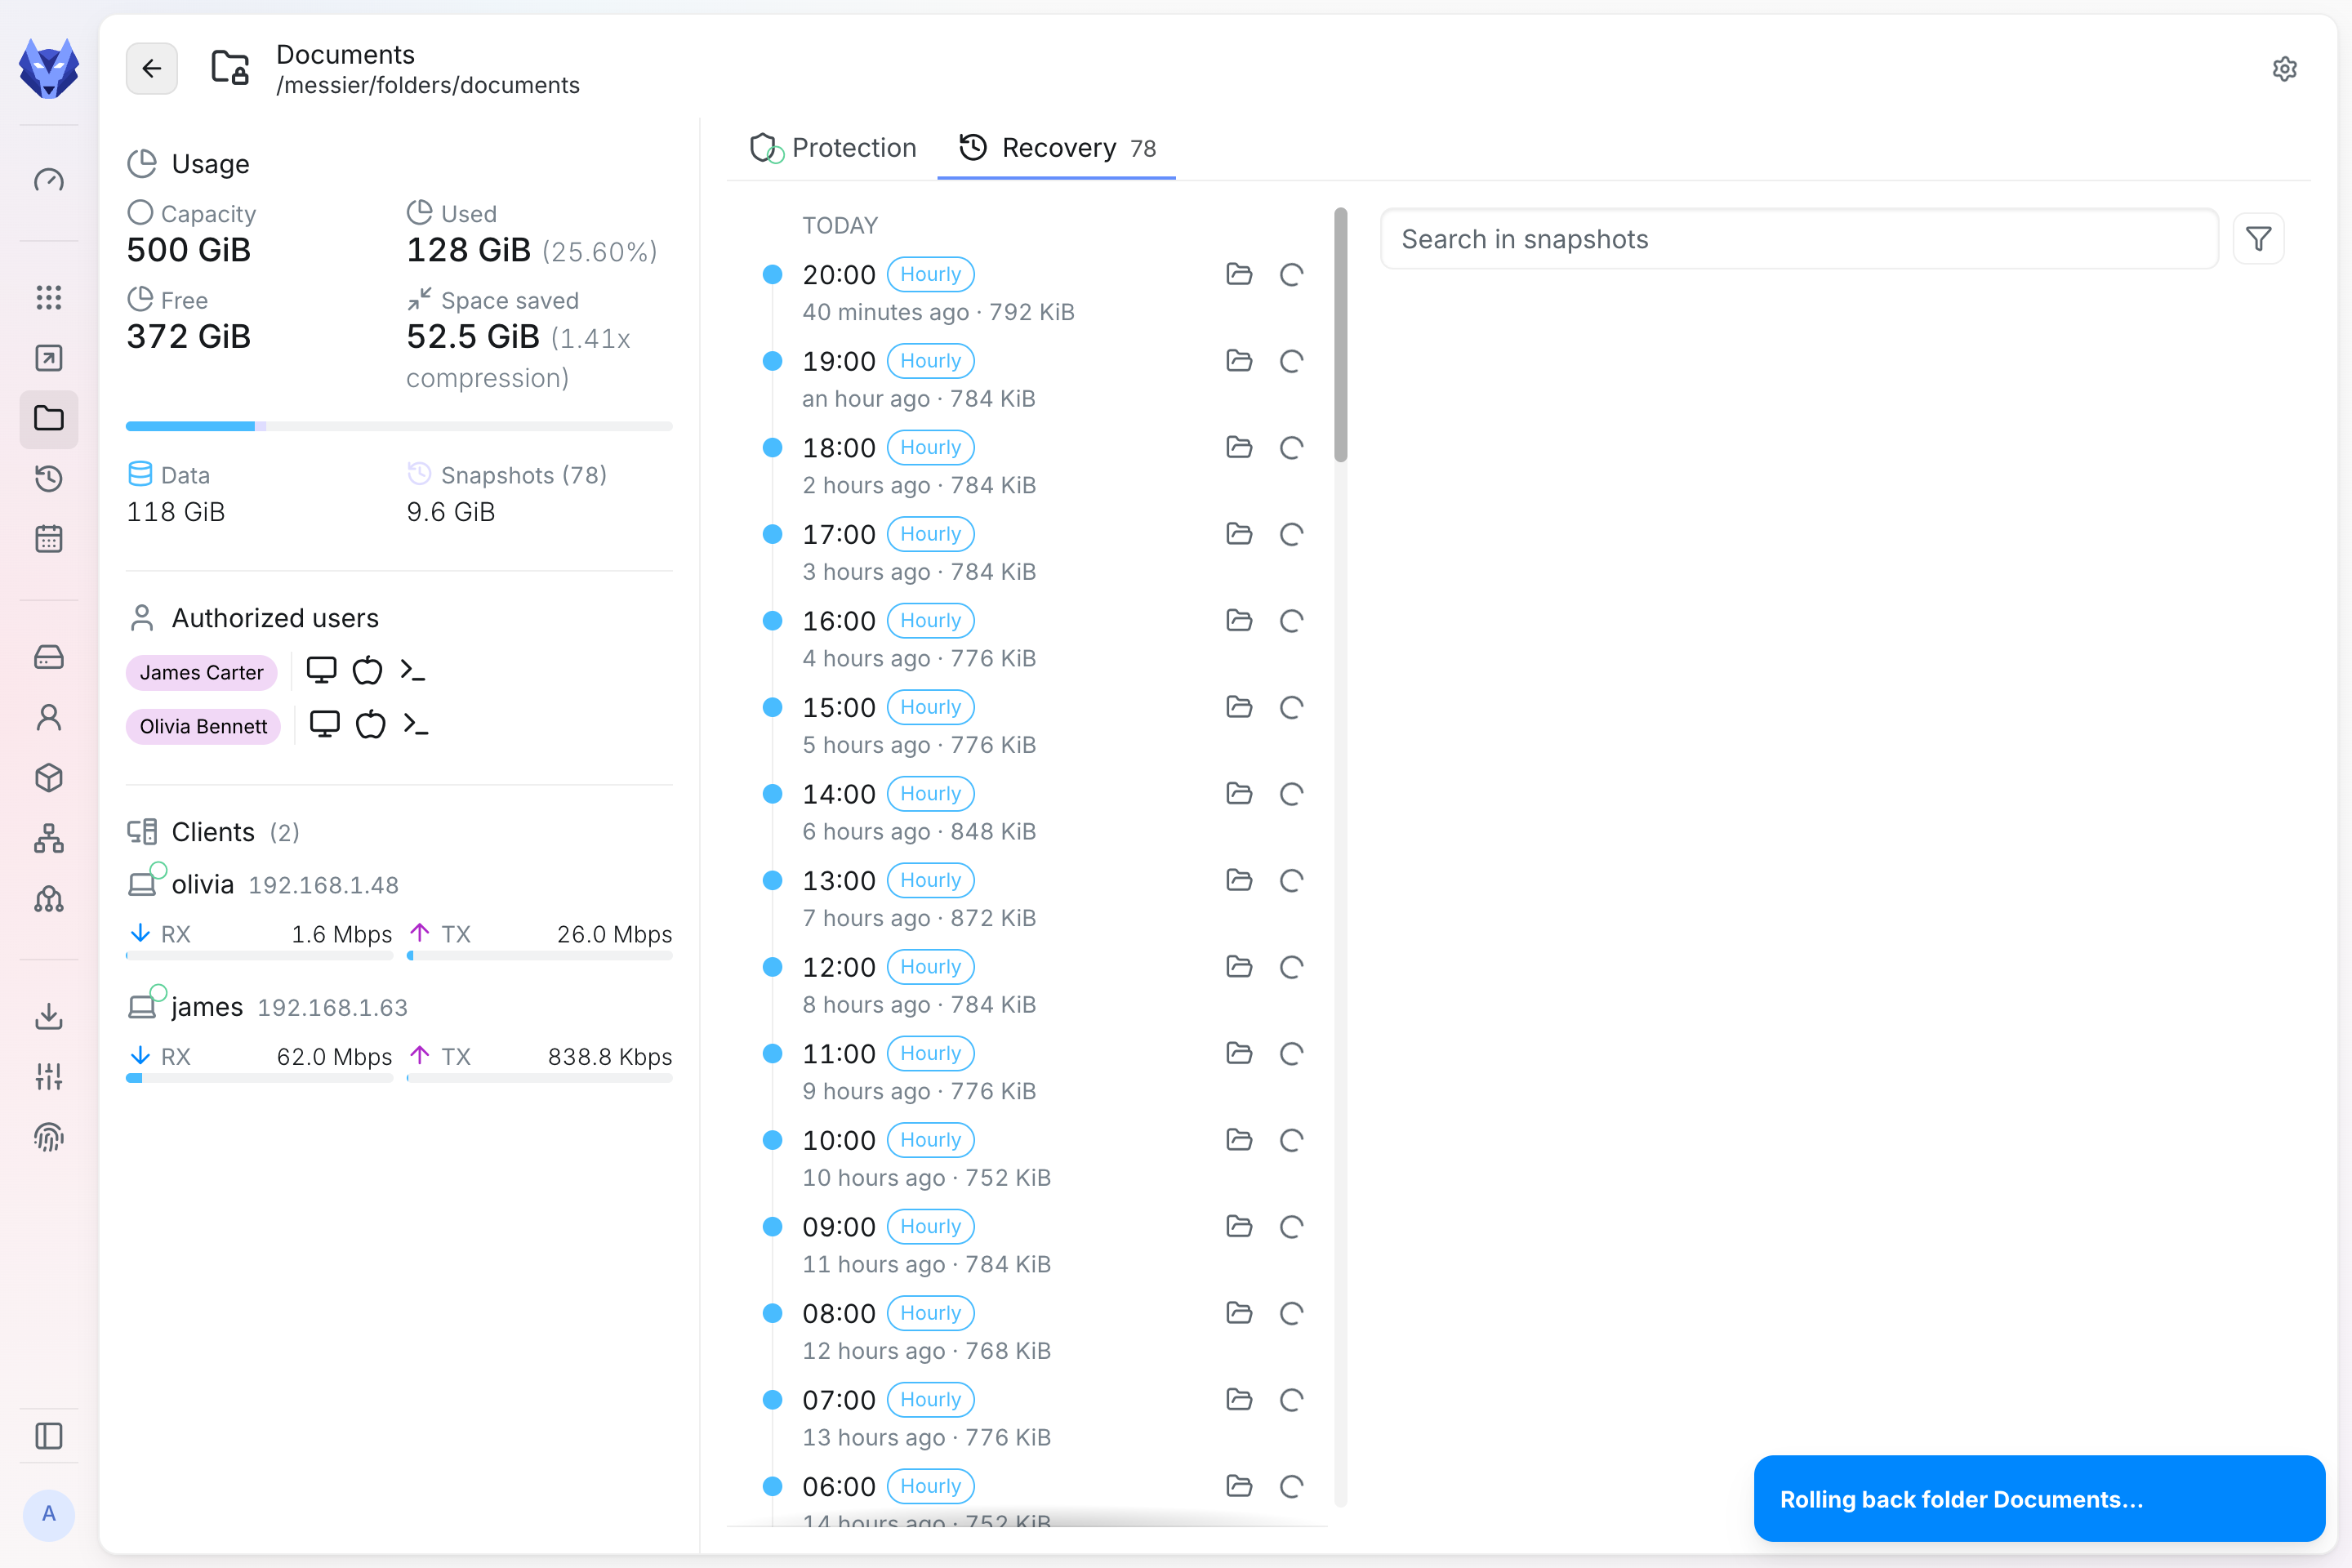 Documents
/messier/folders/documents
Usage
Capacity
500 GiB
Used
128 GiB (25.60%)
Free
372 GiB
Space saved
52.5 GiB (1.41x
compression)
Data
118 GiB
Snapshots (78)
9.6 GiB
Authorized users
James Carter
Olivia Bennett
Clients (2)
olivia 192.168.1.48
RX 1.6 Mbps TX 26.0 Mbps
james 192.168.1.63
RX 62.0 Mbps TX 838.8 Kbps
Protection
Recovery 78
TODAY
20:00 Hourly
40 minutes ago · 792 KiB
19:00 Hourly
an hour ago · 784 KiB
18:00 Hourly
2 hours ago · 784 KiB
17:00 Hourly
3 hours ago · 784 KiB
16:00 Hourly
4 hours ago · 776 KiB
15:00 Hourly
5 hours ago · 776 KiB
14:00 Hourly
6 hours ago · 848 KiB
13:00 Hourly
7 hours ago · 872 KiB
12:00 Hourly
8 hours ago · 784 KiB
11:00 Hourly
9 hours ago · 776 KiB
10:00 Hourly
10 hours ago · 752 KiB
09:00 Hourly
11 hours ago · 784 KiB
08:00 Hourly
12 hours ago · 768 KiB
07:00 Hourly
13 hours ago · 776 KiB
06:00 Hourly
14 hours ago · 752 KiB
Search in snapshots
Rolling back folder Documents...
A